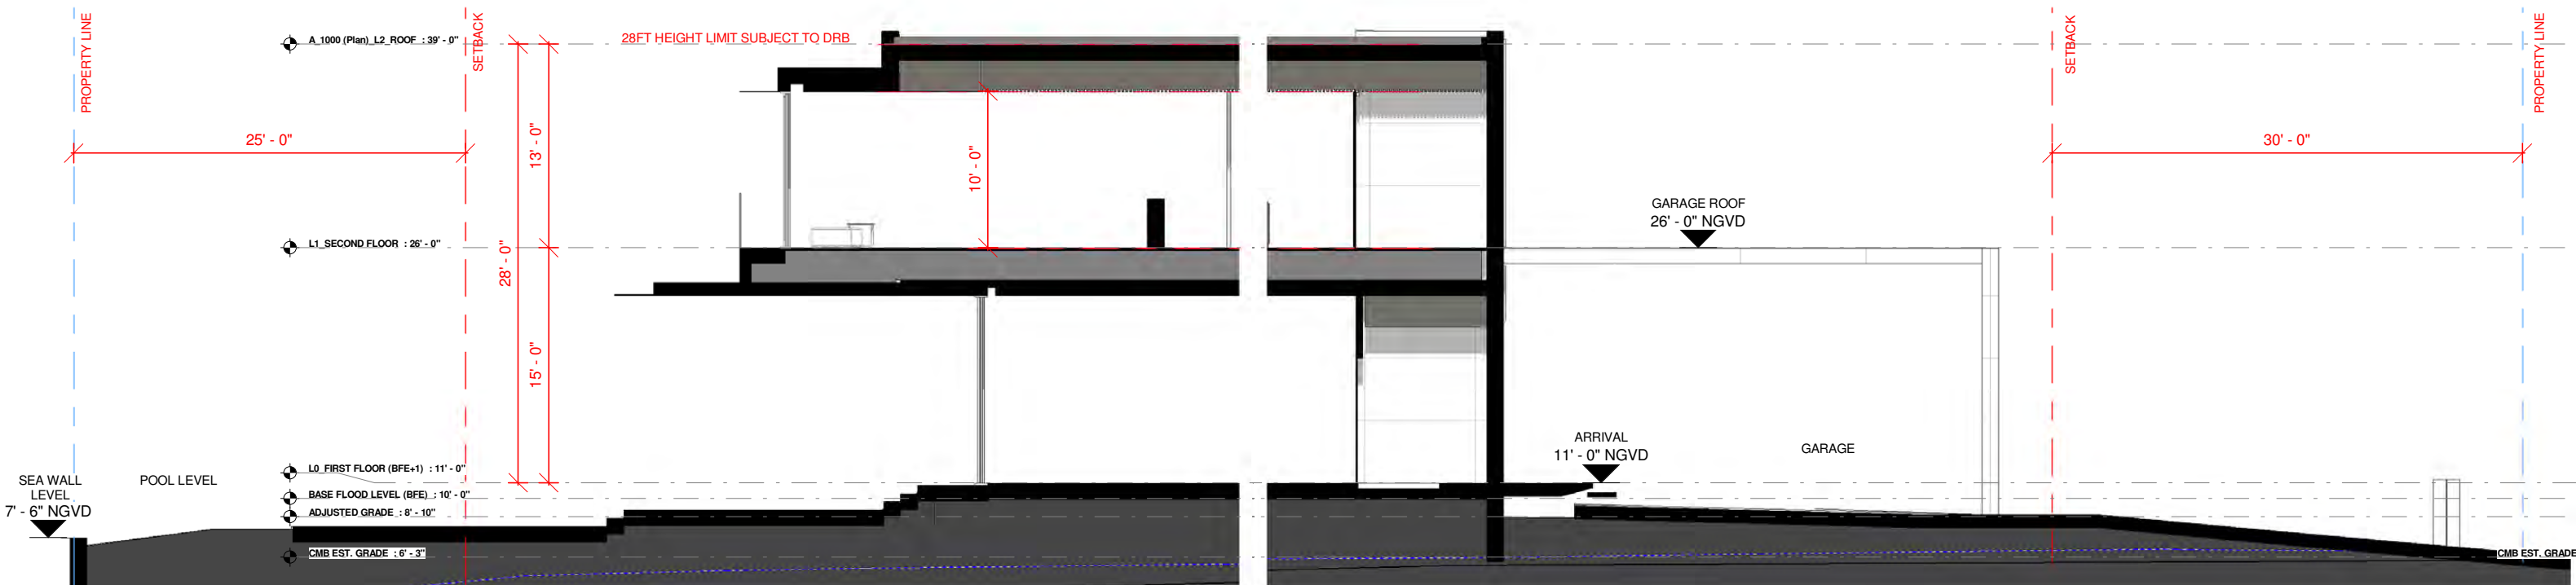 PROPERTY LINE
A_1000 (Plan)_L2_ROOF : 39' - 0"
SETBACK
28FT HEIGHT LIMIT SUBJECT TO DRB
SETBACK
PROPERTY LINE
25' - 0"
13' - 0"
10' - 0"
30' - 0"
GARAGE ROOF
26' - 0" NGVD
L1_SECOND FLOOR : 26' - 0"
28' - 0"
15' - 0"
ARRIVAL
11' - 0" NGVD
GARAGE
L0_FIRST FLOOR (BFE+1) : 11' - 0"
SEA WALL
LEVEL
7' - 6" NGVD
POOL LEVEL
BASE FLOOD LEVEL (BFE) : 10' - 0"
ADJUSTED GRADE : 8' - 10"
CMB EST. GRADE : 6' - 3"
CMB EST. GRADE